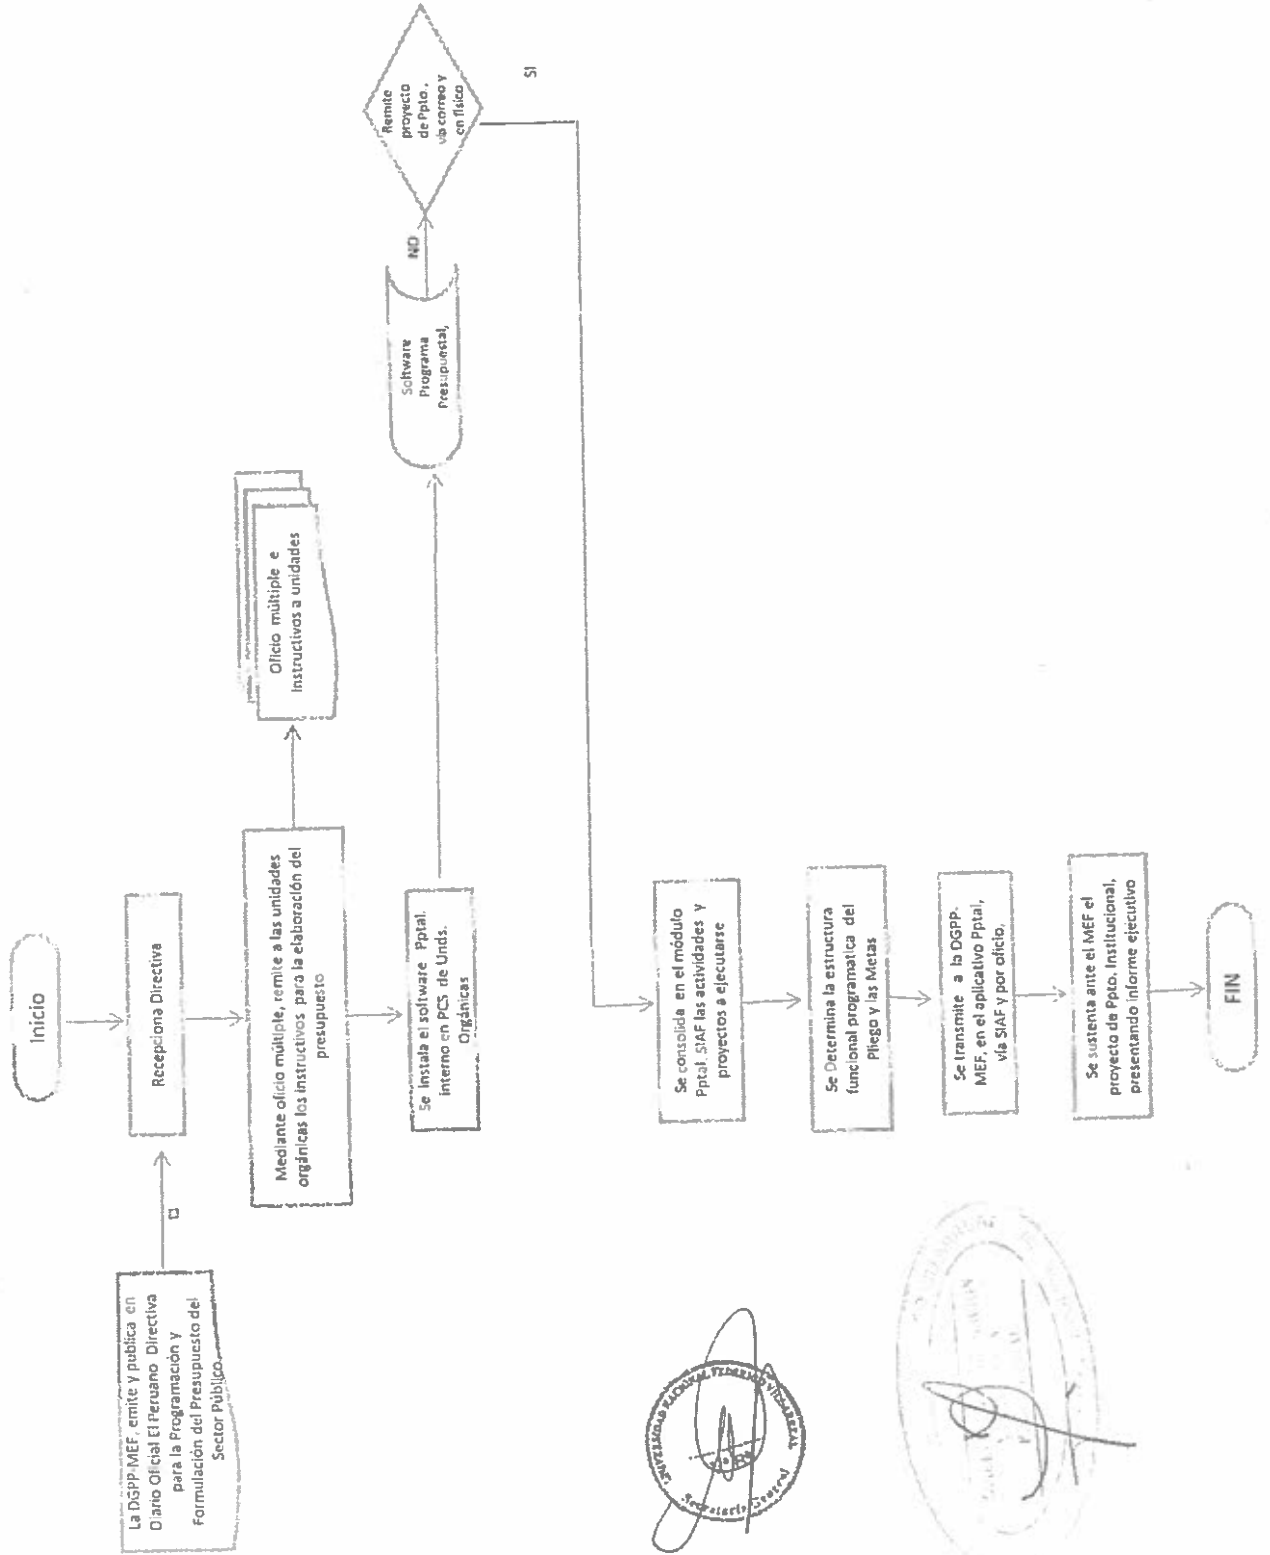 Inicio
La DGPP-MEF, emite y publica en
Diario Oficial El Peruano Directiva
para la Programación y
Formulación del Presupuesto del
Sector Público.
Recepciona Directiva
Mediante oficio múltiple, remite a las unidades
orgánicas los instructivos para la elaboración del
presupuesto
Oficio múltiple e
Instructivos a unidades
Se Instala el software Pptal.
interno en PCs de Unds.
Orgánicas
Software
Programa
Presupuestal,
NO
Remite
proyecto
de Ppto.,
vía correo y
en físico
SI
Se consolida en el módulo
Pptal. SIAF las actividades y
proyectos a ejecutarse
Se Determina la estructura
funcional programatica del
Pliego y las Metas
Se transmite a la DGPP-
MEF, en el aplicativo Pptal,
vía SIAF y por oficio,
Se sustenta ante el MEF el
proyecto de Ppto. Institucional,
presentando informe ejecutivo
FIN
UNIVERSIDAD NACIONAL FEDERICO VILLARREAL
Secretaría General